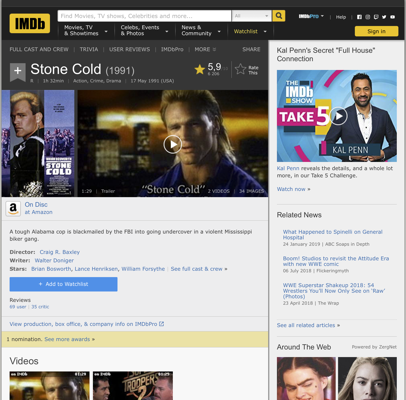 IMDb
Find Movies, TV shows, Celebrities and more...
All
IMDbPro
Help
Movies, TV
& Showtimes
Celebs, Events
& Photos
News &
Community
Watchlist
Sign in
FULL CAST AND CREW | TRIVIA | USER REVIEWS | IMDbPro | MORE
SHARE
+ Stone Cold (1991)
1h 32min | Action, Crime, Drama | 17 May 1991 (USA)
5,9
Rate
This
STONE
COLD
1:29 | Trailer
"Stone Cold"
2 VIDEOS | 34 IMAGES
On Disc
at Amazon
A tough Alabama cop is blackmailed by the FBI into going undercover in a violent Mississippi
biker gang.
Director: Craig R. Baxley
Writer: Walter Doniger
Stars: Brian Bosworth, Lance Henriksen, William Forsythe | See full cast & crew »
+ Add to Watchlist
Reviews
69 user | 35 critic
View production, box office, & company info on IMDbPro
1 nomination. See more awards »
Videos
Kal Penn's Secret "Full House"
Connection
THE
IMDb
SHOW
TAKE 5
KAL PENN
Kal Penn reveals the details, and a whole lot
more, in our Take 5 Challenge.
Watch now »
Related News
What Happened to Spinelli on General
Hospital
24 January 2019 | ABC Soaps in Depth
Boom! Studios to revisit the Attitude Era
with new WWE comic
06 July 2018 | Flickeringmyth
WWE Superstar Shakeup 2018: 54
Wrestlers You'll Now Only See on 'Raw'
(Photos)
23 April 2018 | The Wrap
See all related articles »
Around The Web | Powered by ZergNet